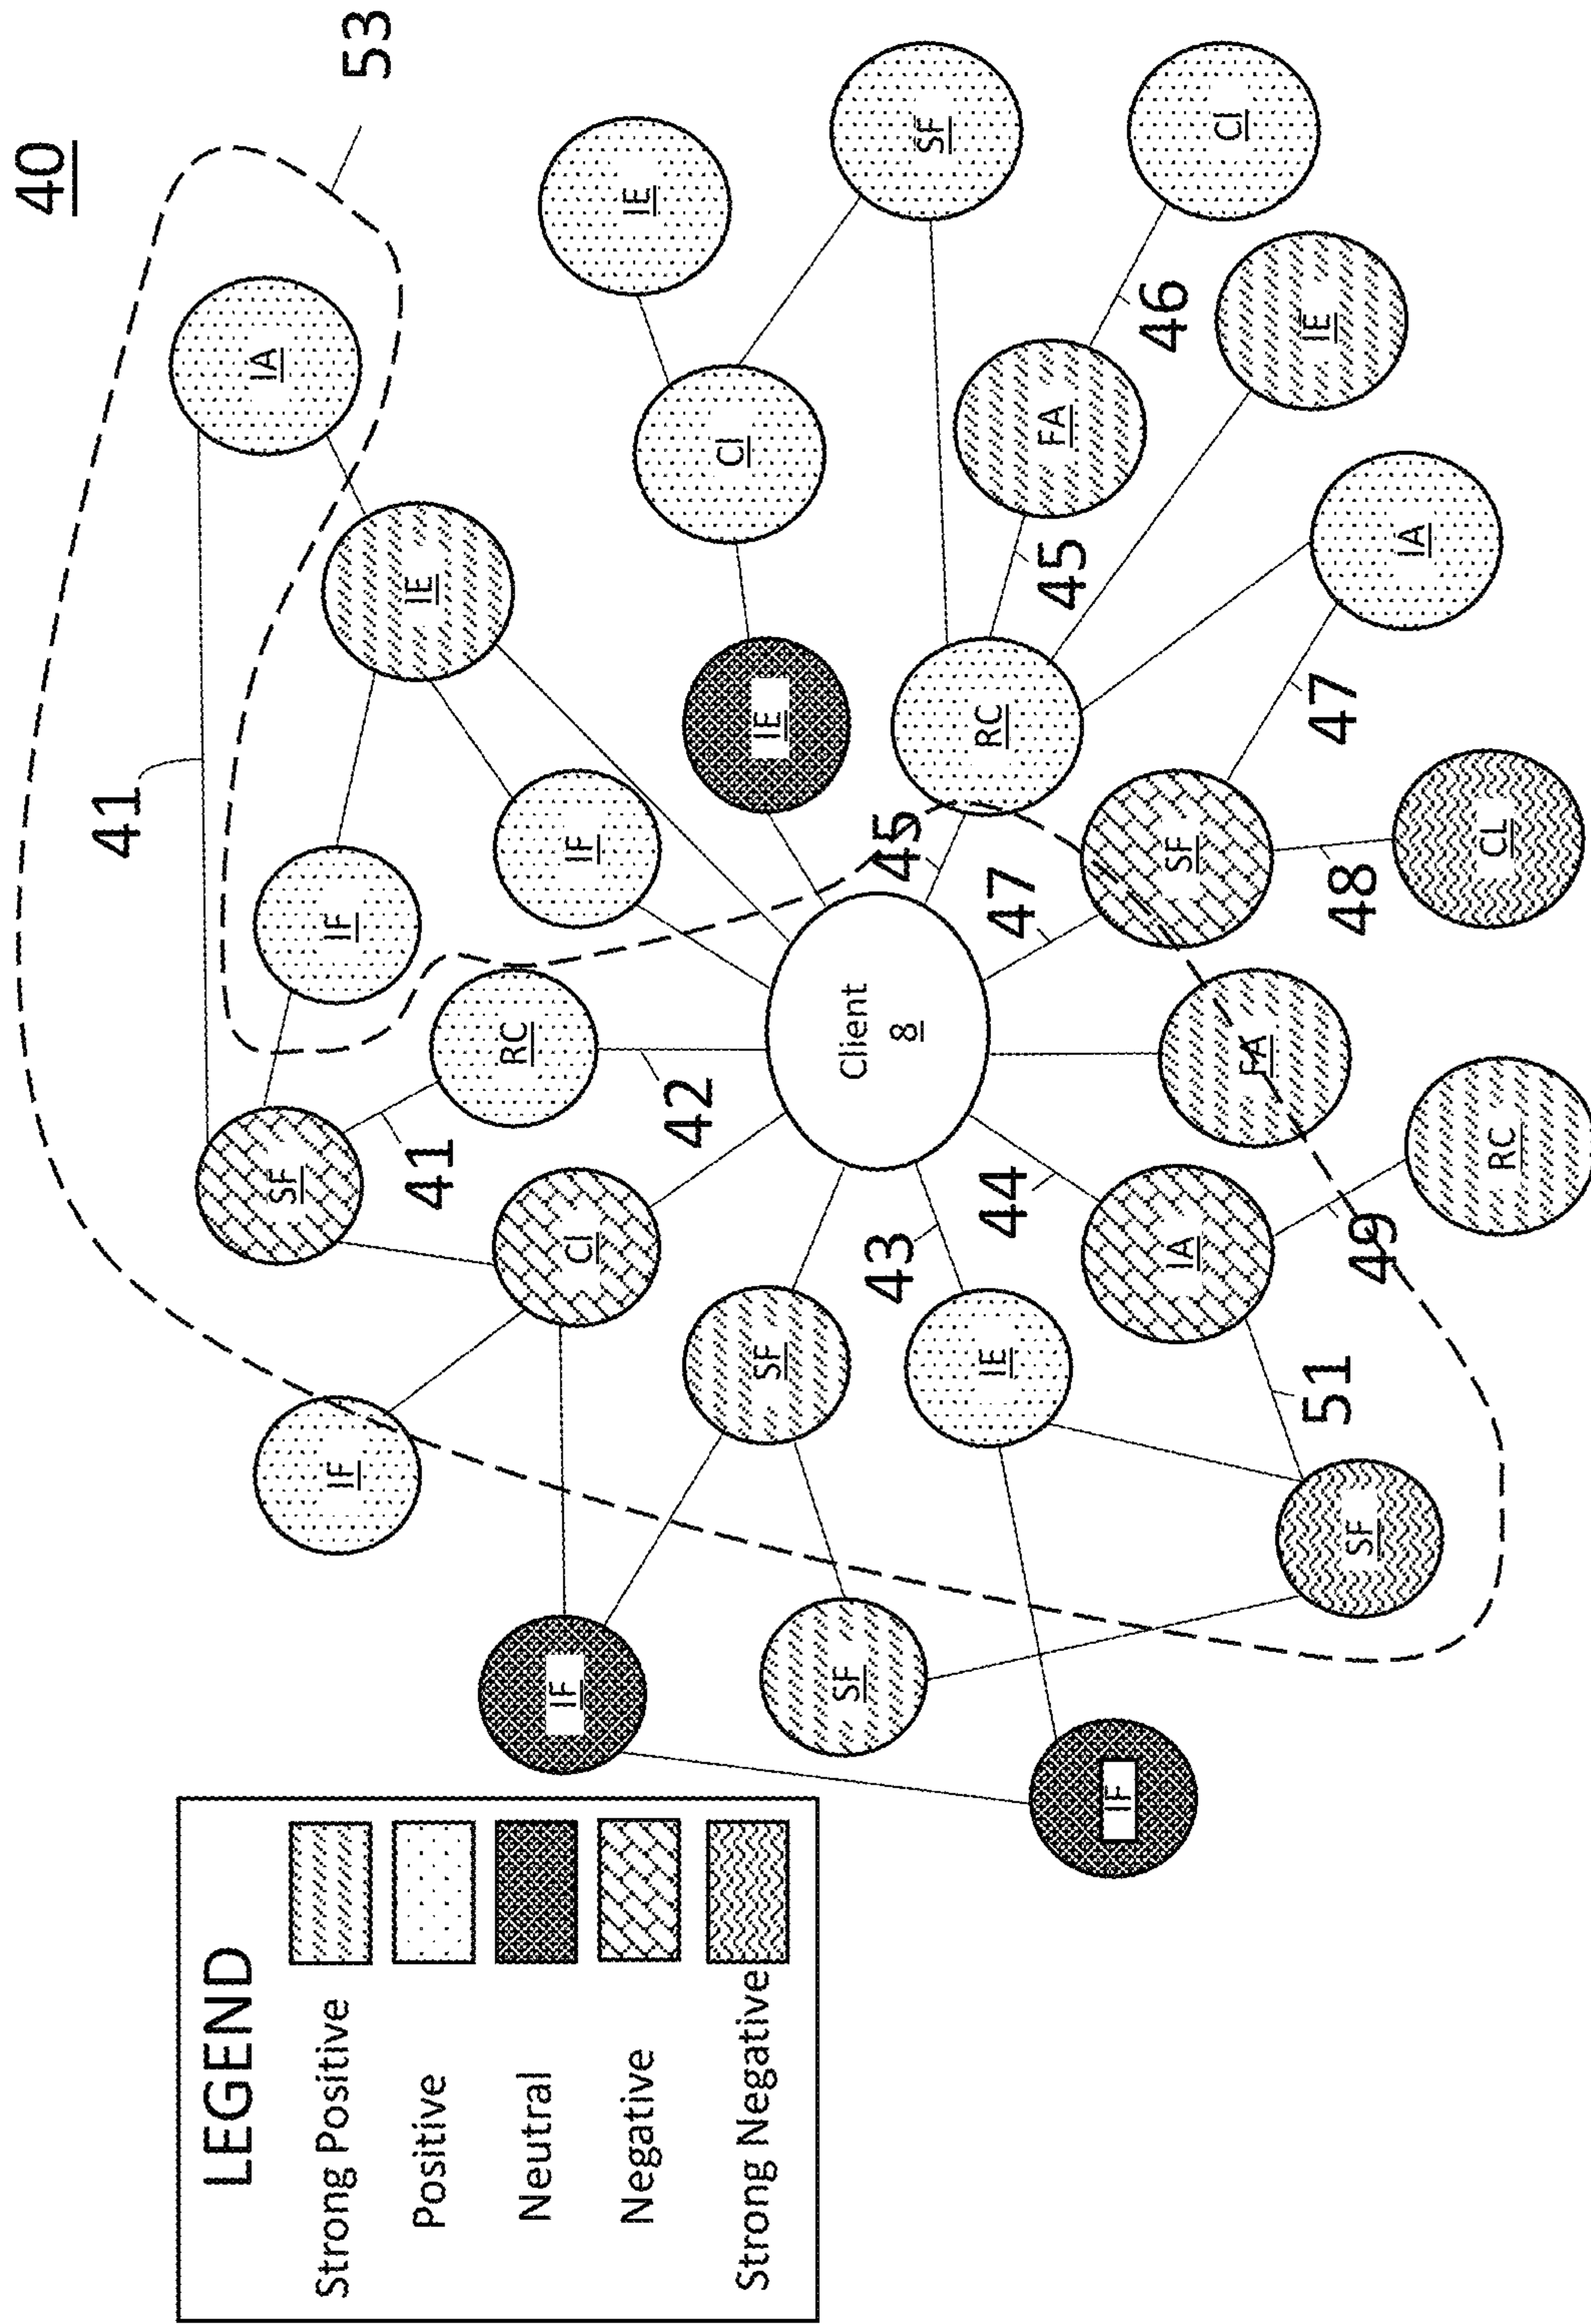 40
53
41
LEGEND
Strong Positive
Positive
Neutral
Negative
Strong Negative
IA
SF
IF
IF
IE
41
RC
IF
CI
IF
IE
42
CI
SF
IE
SF
Client
8
43
45
SF
IE
RC
44
47
FA
45
IF
46
IA
SF
CI
FA
IE
51
47
48
SF
49
IA
CL
RC